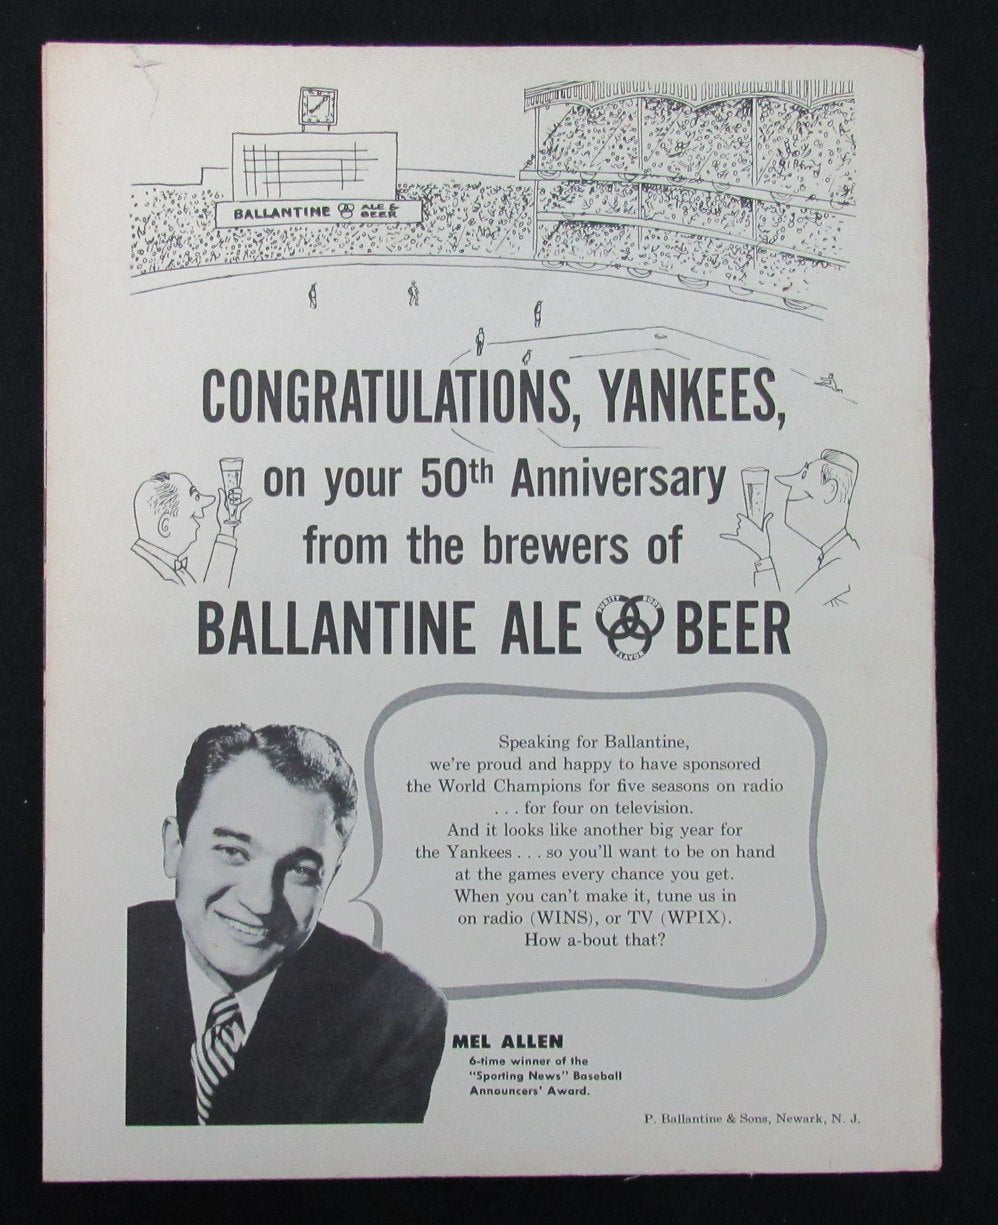 BALLANTINE ALE & BEER
CONGRATULATIONS, YANKEES,
on your 50th Anniversary
from the brewers of
BALLANTINE ALE PURITY BODY FLAVOR BEER
Speaking for Ballantine,
we're proud and happy to have sponsored
the World Champions for five seasons on radio
. . . for four on television.
And it looks like another big year for
the Yankees . . . so you'll want to be on hand
at the games every chance you get.
When you can't make it, tune us in
on radio (WINS), or TV (WPIX).
How a-bout that?
MEL ALLEN
6-time winner of the
"Sporting News" Baseball
Announcers' Award.
P. Ballantine & Sons, Newark, N. J.